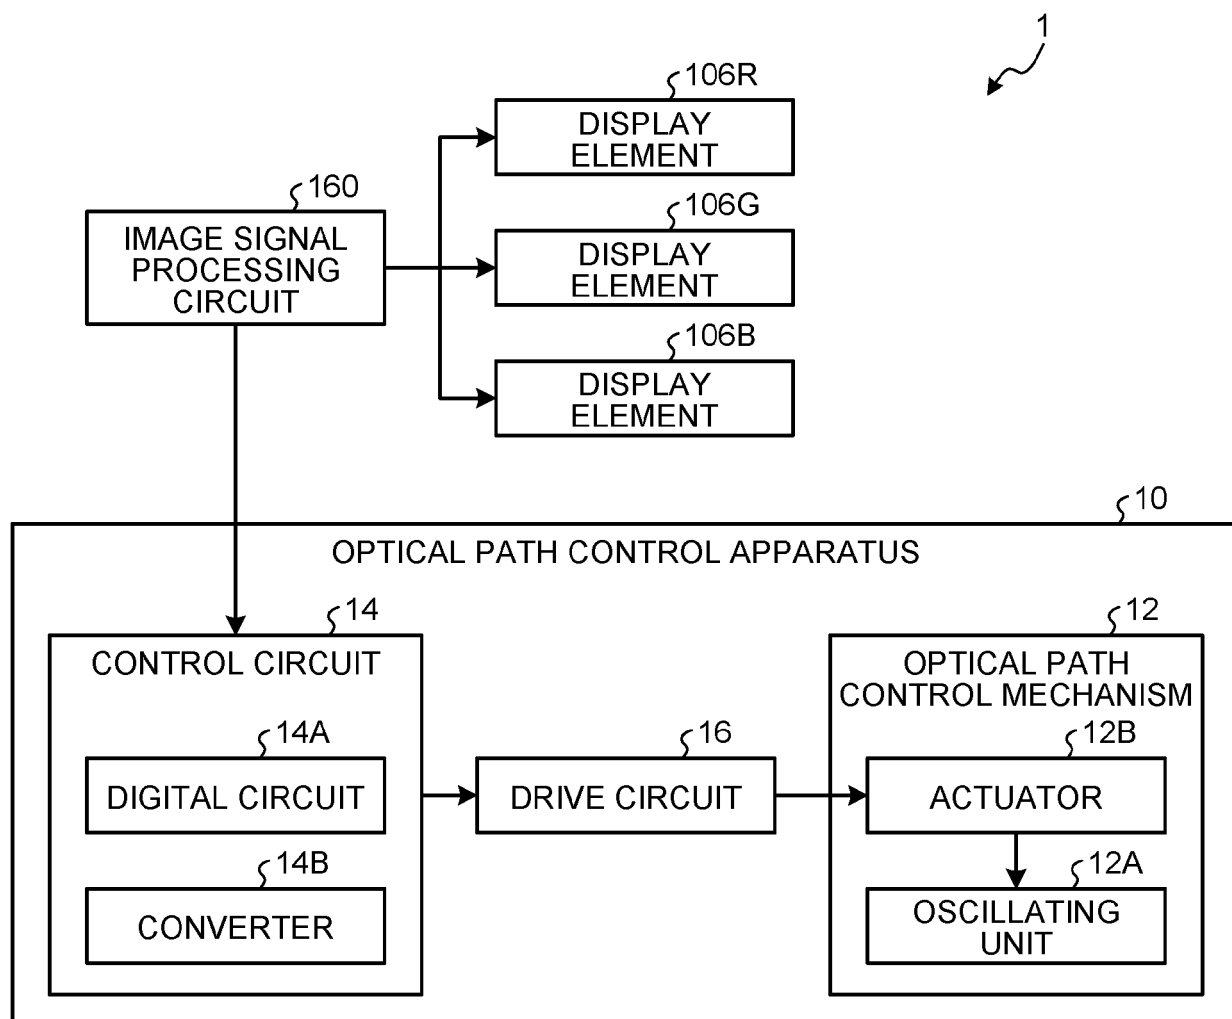 1
106R
DISPLAY
ELEMENT
160
IMAGE SIGNAL
PROCESSING
CIRCUIT
106G
DISPLAY
ELEMENT
106B
DISPLAY
ELEMENT
10
OPTICAL PATH CONTROL APPARATUS
14
CONTROL CIRCUIT
14A
DIGITAL CIRCUIT
14B
CONVERTER
16
DRIVE CIRCUIT
12
OPTICAL PATH
CONTROL MECHANISM
12B
ACTUATOR
12A
OSCILLATING
UNIT